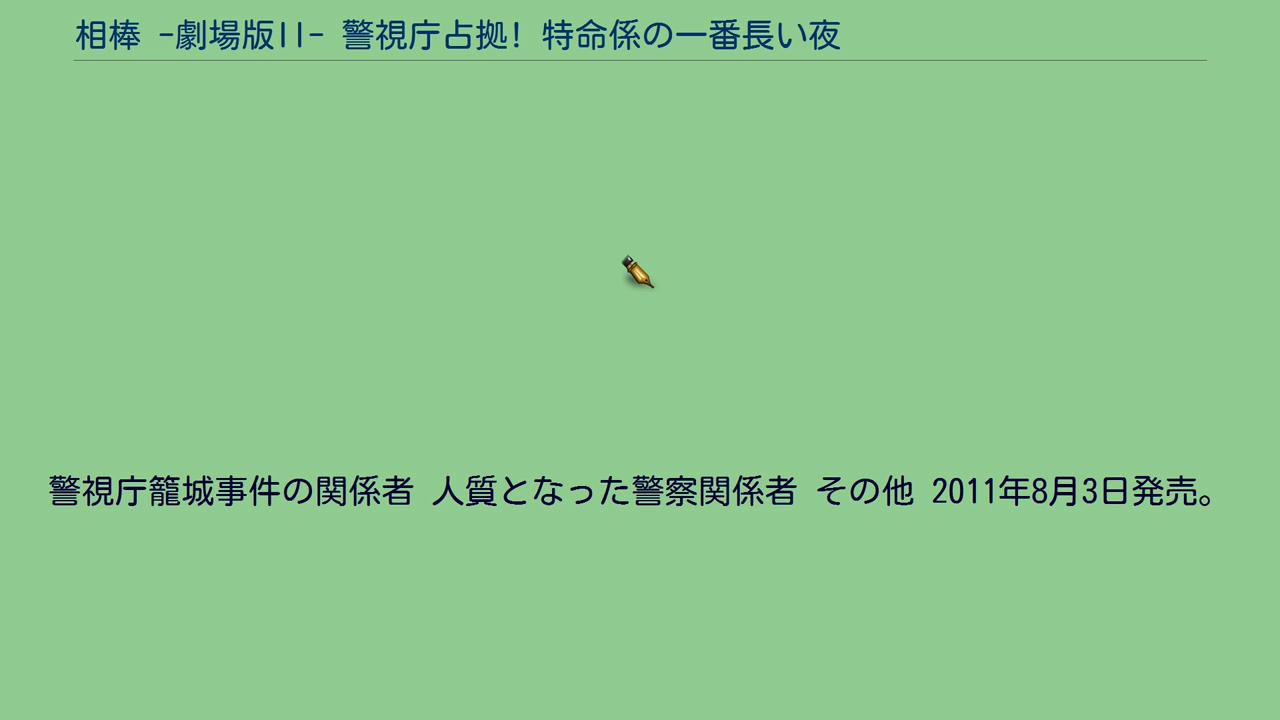 相棒 -劇場版II- 警視庁占拠! 特命係の一番長い夜
警視庁籠城事件の関係者 人質となった警察関係者 その他 2011年8月3日発売。